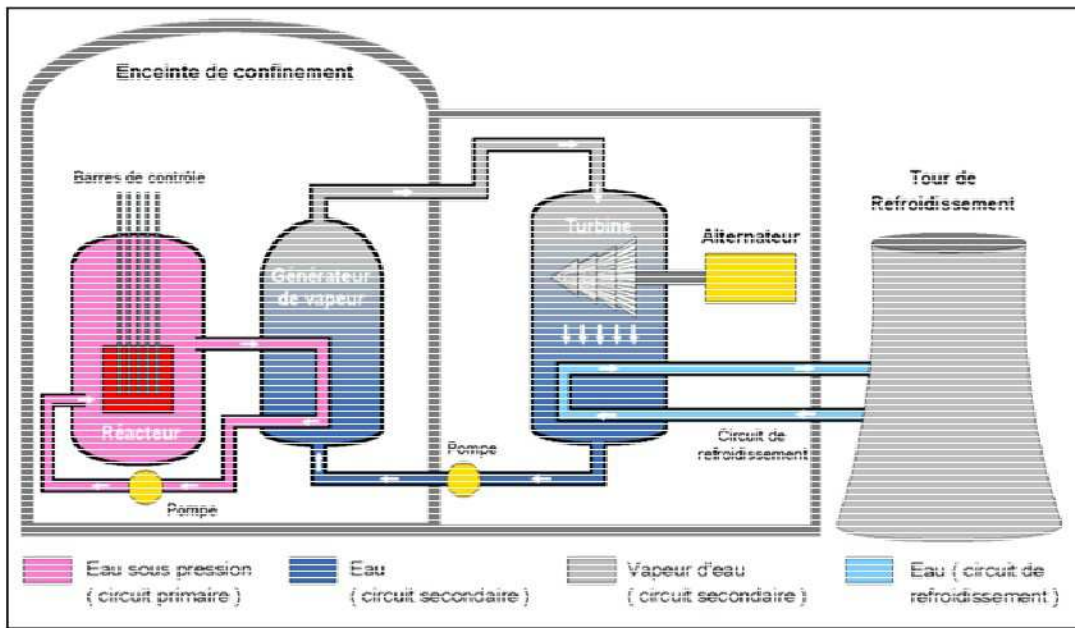 Enceinte de confinement
Barres de contrôle
Tour de
Refroidissement
Turbine
Alternateur
Générateur
de vapeur
Réacteur
Pompe
Circuit de
refroidissement
Pompe
Eau sous pression
( circuit primaire )
Eau
( circuit secondaire )
Vapeur d'eau
( circuit secondaire )
Eau ( circuit de
refroidissement )